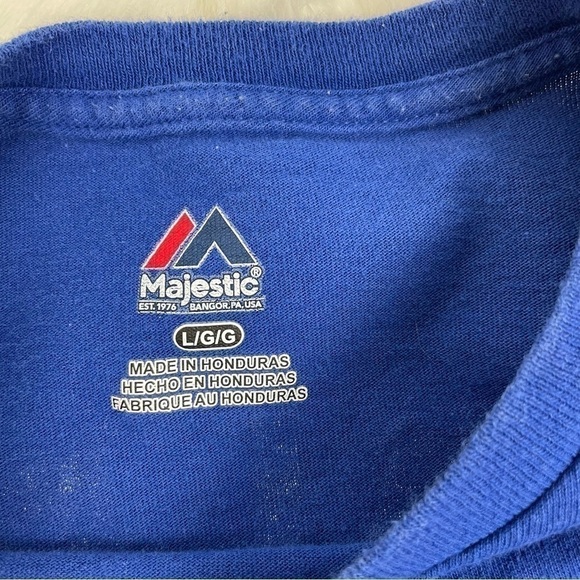 Majestic®
EST. 1976 BANGOR, PA, USA
L/G/G
MADE IN HONDURAS
HECHO EN HONDURAS
FABRIQUE AU HONDURAS